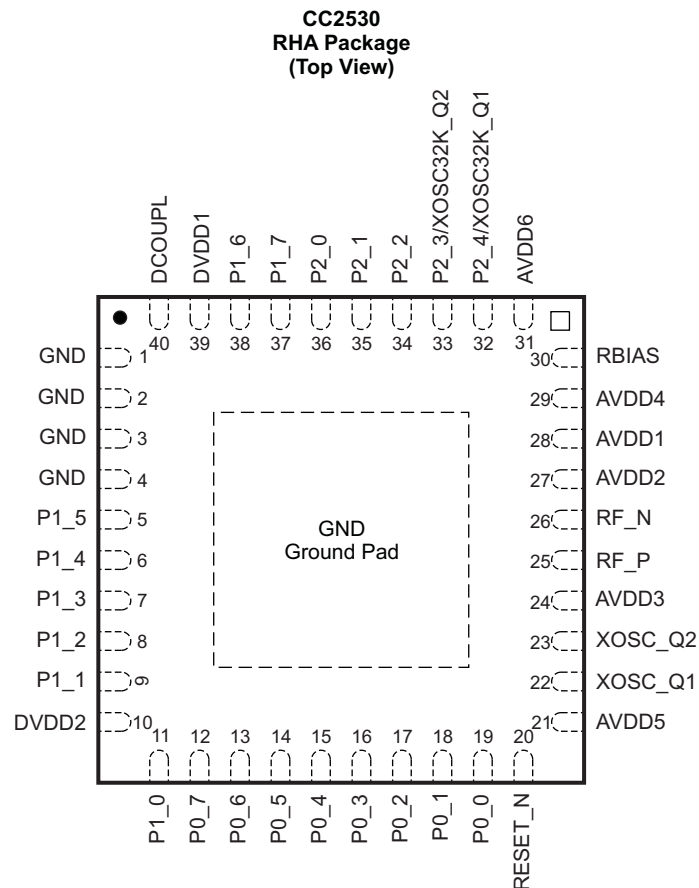 CC2530
RHA Package
(Top View)
DCOUPL
DVDD1
P1_6
P1_7
P2_0
P2_1
P2_2
P2_3/XOSC32K_Q2
P2_4/XOSC32K_Q1
AVDD6
40 39 38 37 36 35 34 33 32 31
GND 1
GND 2
GND 3
GND 4
P1_5 5
P1_4 6
P1_3 7
P1_2 8
P1_1 9
DVDD2 10
GND
Ground Pad
30 RBIAS
29 AVDD4
28 AVDD1
27 AVDD2
26 RF_N
25 RF_P
24 AVDD3
23 XOSC_Q2
22 XOSC_Q1
21 AVDD5
11 12 13 14 15 16 17 18 19 20
P1_0
P0_7
P0_6
P0_5
P0_4
P0_3
P0_2
P0_1
P0_0
RESET_N